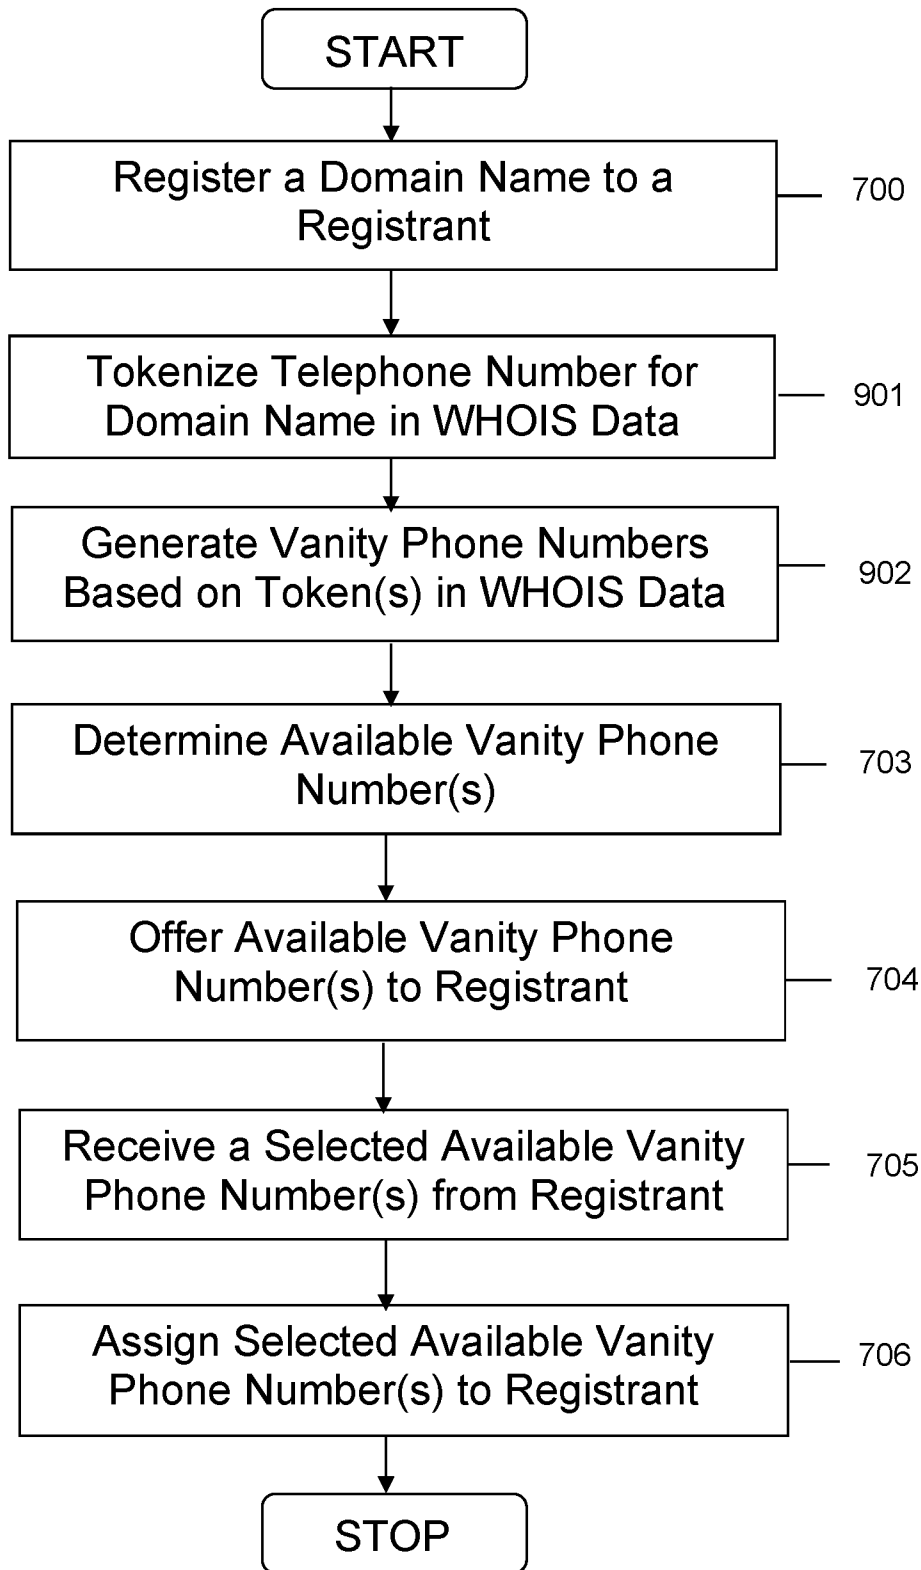 START
Register a Domain Name to a
Registrant
700
Tokenize Telephone Number for
Domain Name in WHOIS Data
901
Generate Vanity Phone Numbers
Based on Token(s) in WHOIS Data
902
Determine Available Vanity Phone
Number(s)
703
Offer Available Vanity Phone
Number(s) to Registrant
704
Receive a Selected Available Vanity
Phone Number(s) from Registrant
705
Assign Selected Available Vanity
Phone Number(s) to Registrant
706
STOP